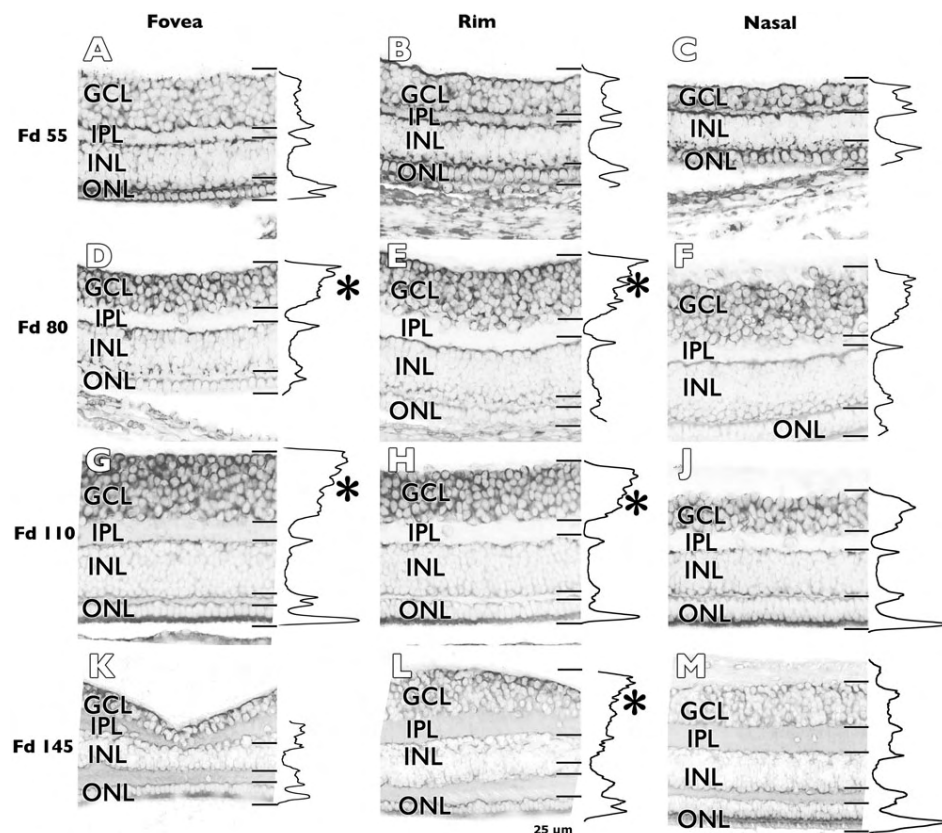 Fovea Rim Nasal
A B C
GCL GCL GCL
IPL IPL
Fd 55
INL INL INL
ONL ONL ONL
D E F
GCL * GCL * GCL
Fd 80
IPL IPL IPL
INL INL INL
ONL ONL ONL
G H J
GCL * GCL * GCL
Fd 110
IPL IPL IPL
INL INL INL
ONL ONL ONL
K L M
GCL GCL * GCL
IPL IPL IPL
Fd 145
INL INL INL
ONL ONL ONL
25 um